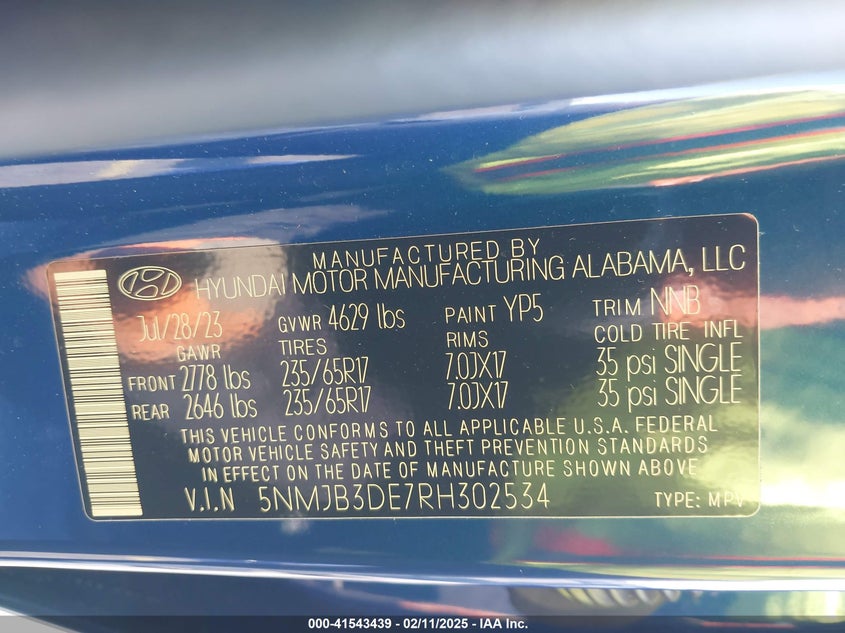 MANUFACTURED BY
HYUNDAI MOTOR MANUFACTURING ALABAMA, LLC
Jul/28/23 GVWR 4629 lbs PAINT YP5 TRIM NNB
GAWR TIRES RIMS COLD TIRE INFL
FRONT 2778 lbs 235/65R17 7.0JX17 35 psi SINGLE
REAR 2646 lbs 235/65R17 7.0JX17 35 psi SINGLE
THIS VEHICLE CONFORMS TO ALL APPLICABLE U.S.A. FEDERAL
MOTOR VEHICLE SAFETY AND THEFT PREVENTION STANDARDS
IN EFFECT ON THE DATE OF MANUFACTURE SHOWN ABOVE.
V.I.N 5NMJB3DE7RH302534 TYPE: MPV
000-41543439 - 02/11/2025 - IAA Inc.